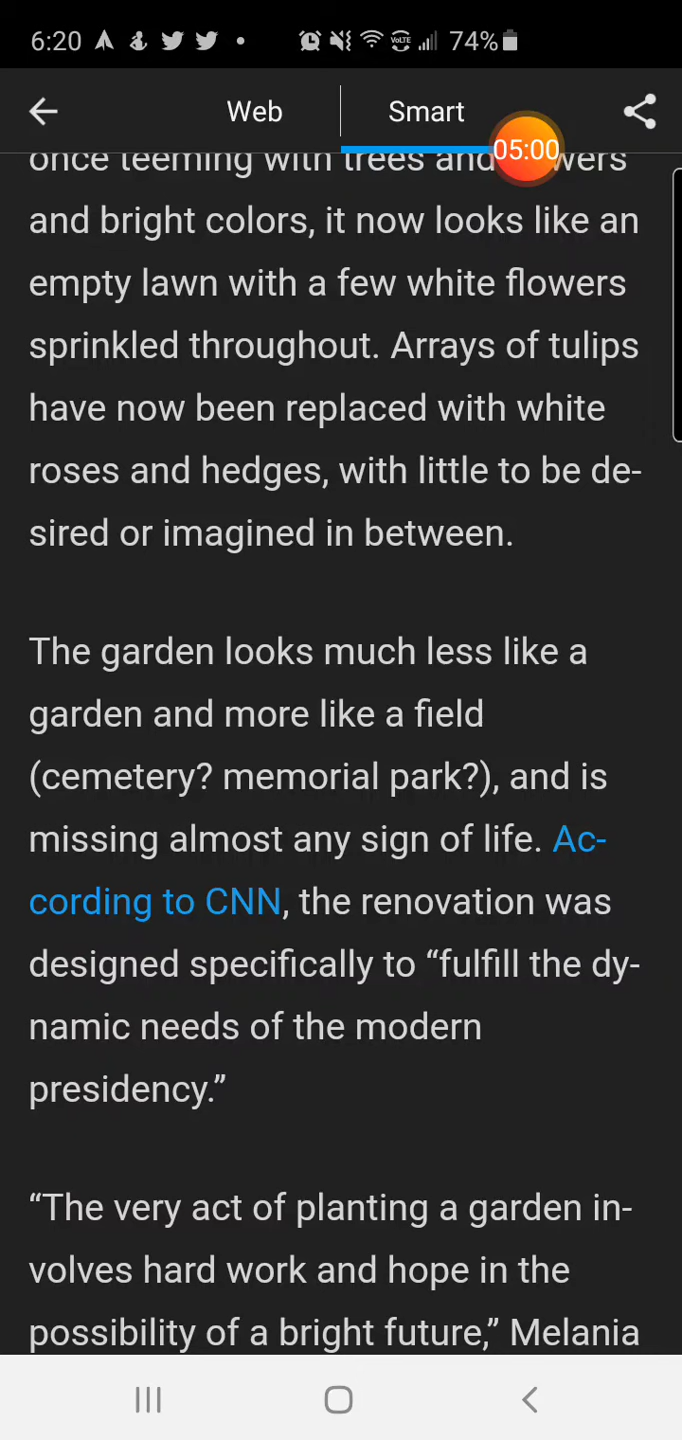 6:20
74%
Web
Smart
05:00
once teeming with trees and
and bright colors, it now looks like an
empty lawn with a few white flowers
sprinkled throughout. Arrays of tulips
have now been replaced with white
roses and hedges, with little to be de-
sired or imagined in between.
The garden looks much less like a
garden and more like a field
(cemetery? memorial park?), and is
missing almost any sign of life. Ac-
cording to CNN, the renovation was
designed specifically to “fulfill the dy-
namic needs of the modern
presidency.”
“The very act of planting a garden in-
volves hard work and hope in the
possibility of a bright future,” Melania